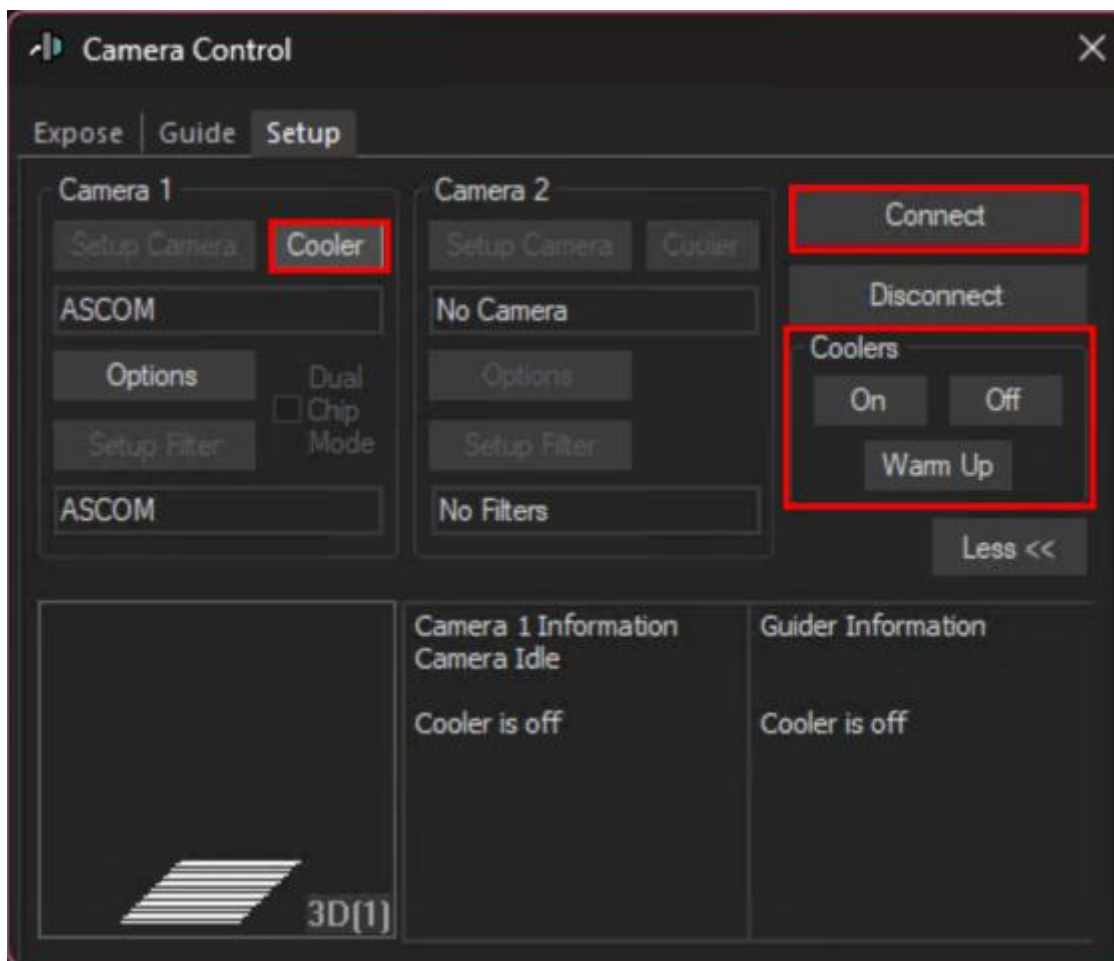 Camera Control
Expose Guide Setup
Camera 1
Setup Camera Cooler
ASCOM
Options
Dual
Chip
Mode
Setup Filter
ASCOM
Camera 2
Setup Camera Cooler
No Camera
Options
Setup Filter
No Filters
Connect
Disconnect
Coolers
On Off
Warm Up
Less <<
3D(1)
Camera 1 Information
Camera Idle
Cooler is off
Guider Information
Cooler is off